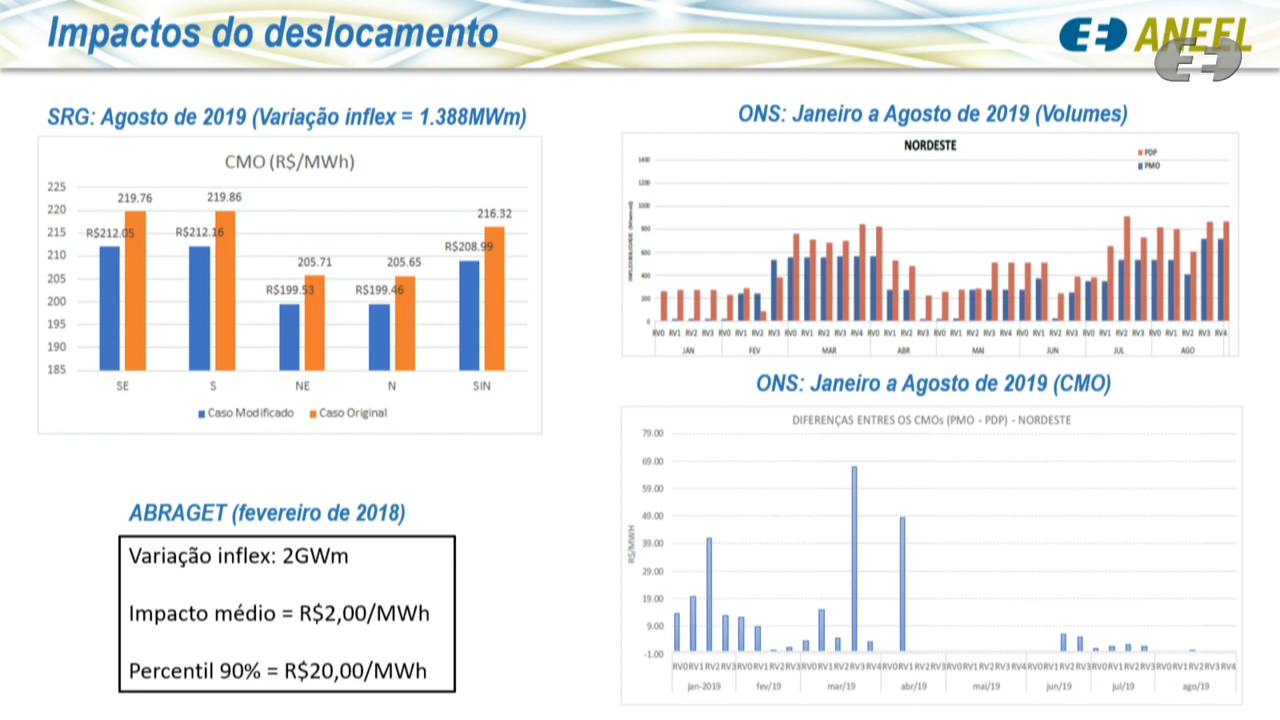 Impactos do deslocamento
ANEEL
SRG: Agosto de 2019 (Variação inflex = 1.388MWm)
CMO (R$/MWh)
225
220
215
210
205
200
195
190
185
R$212.05
219.76
R$212.16
219.86
R$199.53
205.71
R$199.46
205.65
R$208.99
216.32
SE S NE N SIN
Caso Modificado Caso Original
ABRAGET (fevereiro de 2018)
Variação inflex: 2GWm
Impacto médio = R$2,00/MWh
Percentil 90% = R$20,00/MWh
ONS: Janeiro a Agosto de 2019 (Volumes)
NORDESTE
PDP
PMO
1400
1200
1000
800
600
400
200
0
RV0 RV1 RV2 RV3 RV0 RV1 RV2 RV3 RV0 RV1 RV2 RV3 RV4 RV0 RV1 RV2 RV3 RV0 RV1 RV2 RV3 RV4 RV0 RV1 RV2 RV3 RV0 RV1 RV2 RV3 RV0 RV1 RV2 RV3 RV4
JAN FEV MAR ABR MAI JUN JUL AGO
ONS: Janeiro a Agosto de 2019 (CMO)
DIFERENÇAS ENTRES OS CMOs (PMO - PDP) - NORDESTE
R$/MWH
79.00
69.00
59.00
49.00
39.00
29.00
19.00
9.00
-1.00
RV0 RV1 RV2 RV3 RV0 RV1 RV2 RV3 RV0 RV1 RV2 RV3 RV4 RV0 RV1 RV2 RV3 RV0 RV1 RV2 RV3 RV4 RV0 RV1 RV2 RV3 RV0 RV1 RV2 RV3 RV0 RV1 RV2 RV3 RV4
jan-2019 fev/19 mar/19 abr/19 mai/19 jun/19 jul/19 ago/19